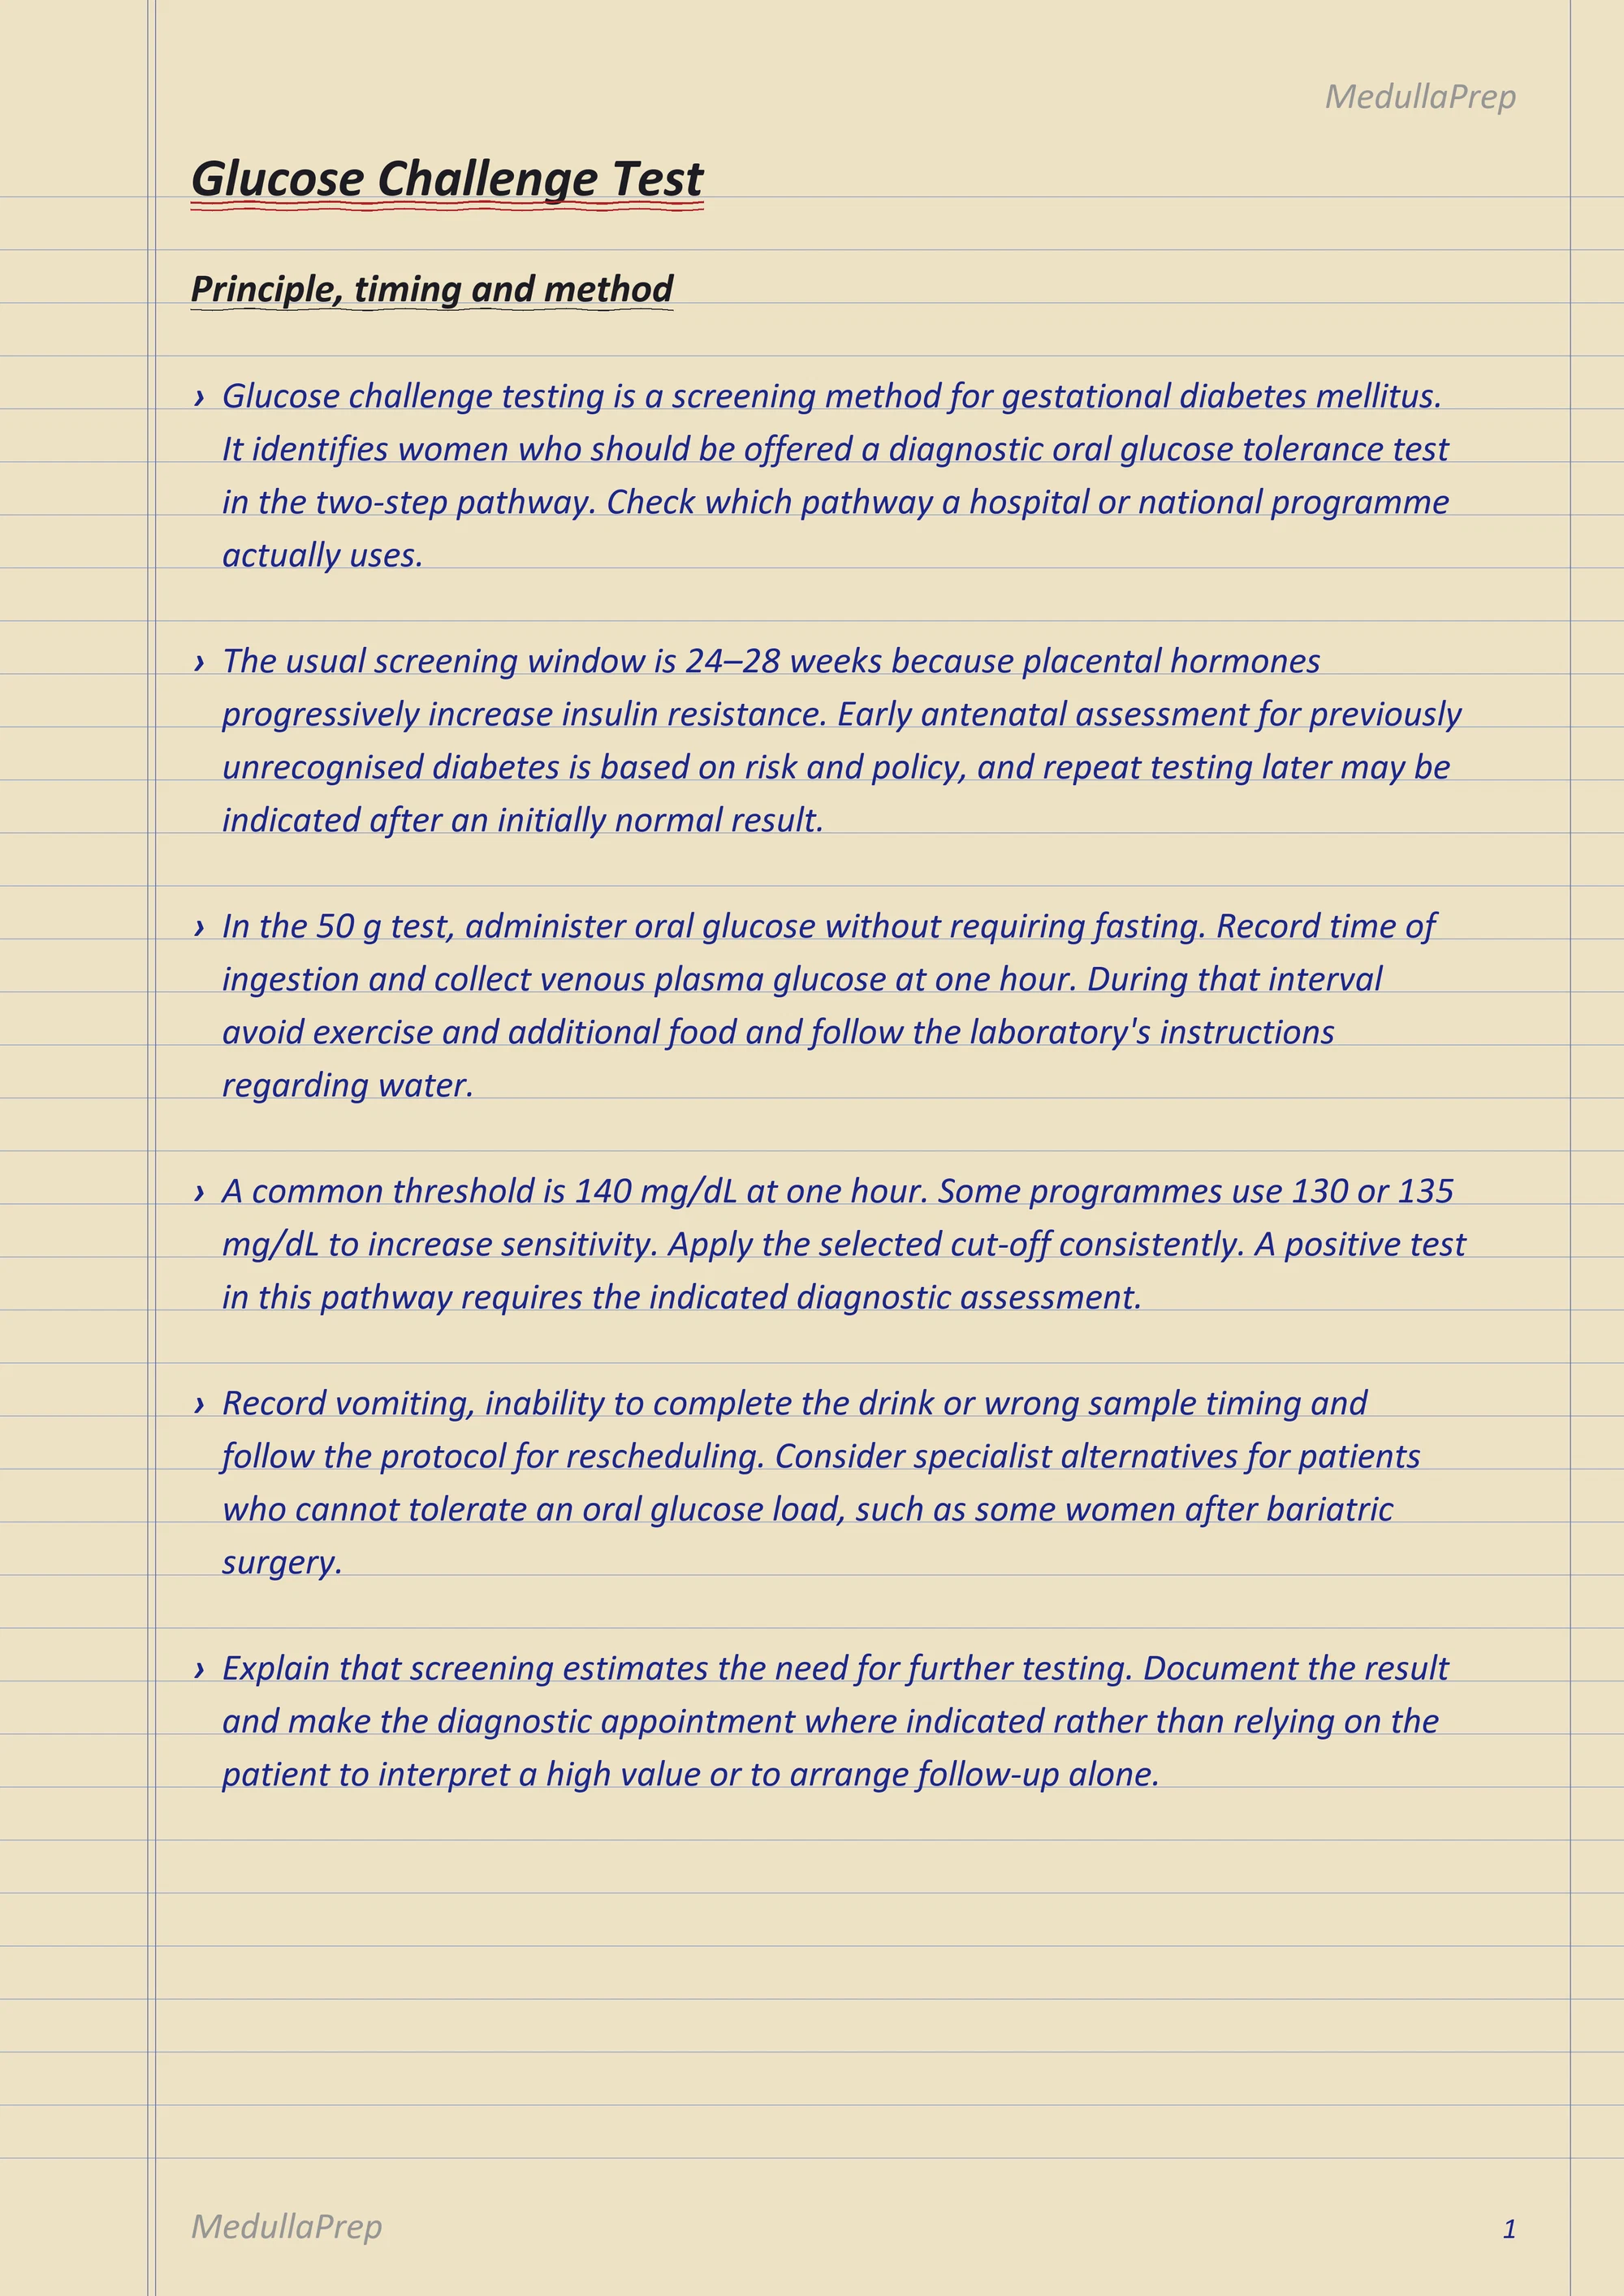 MedullaPrep
Glucose Challenge Test
Principle, timing and method
› Glucose challenge testing is a screening method for gestational diabetes mellitus.
It identifies women who should be offered a diagnostic oral glucose tolerance test
in the two-step pathway. Check which pathway a hospital or national programme
actually uses.
› The usual screening window is 24–28 weeks because placental hormones
progressively increase insulin resistance. Early antenatal assessment for previously
unrecognised diabetes is based on risk and policy, and repeat testing later may be
indicated after an initially normal result.
› In the 50 g test, administer oral glucose without requiring fasting. Record time of
ingestion and collect venous plasma glucose at one hour. During that interval
avoid exercise and additional food and follow the laboratory's instructions
regarding water.
› A common threshold is 140 mg/dL at one hour. Some programmes use 130 or 135
mg/dL to increase sensitivity. Apply the selected cut-off consistently. A positive test
in this pathway requires the indicated diagnostic assessment.
› Record vomiting, inability to complete the drink or wrong sample timing and
follow the protocol for rescheduling. Consider specialist alternatives for patients
who cannot tolerate an oral glucose load, such as some women after bariatric
surgery.
› Explain that screening estimates the need for further testing. Document the result
and make the diagnostic appointment where indicated rather than relying on the
patient to interpret a high value or to arrange follow-up alone.
MedullaPrep
1